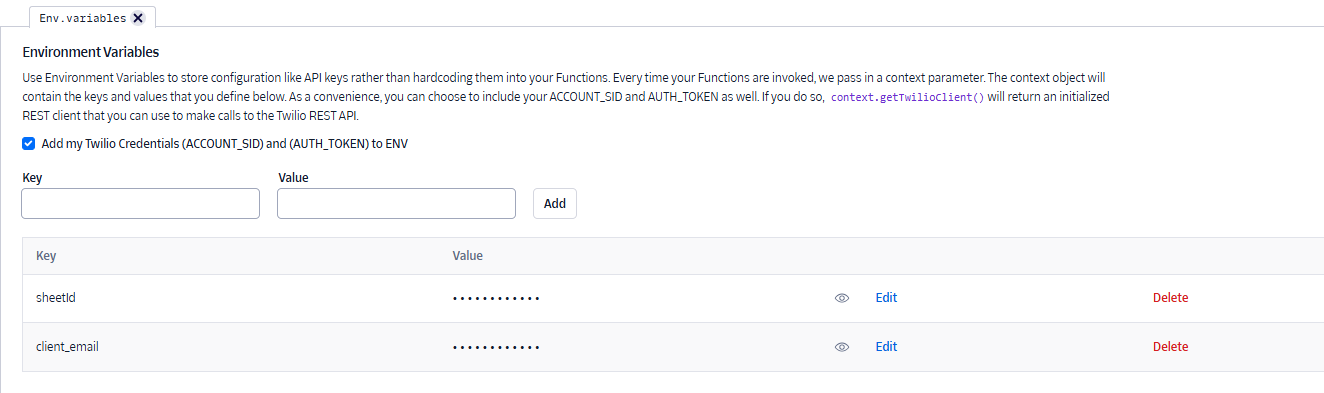 Env.variables
Environment Variables
Use Environment Variables to store configuration like API keys rather than hardcoding them into your Functions. Every time your Functions are invoked, we pass in a context parameter. The context object will
contain the keys and values that you define below. As a convenience, you can choose to include your ACCOUNT_SID and AUTH_TOKEN as well. If you do so, context.getTwilioClient() will return an initialized
REST client that you can use to make calls to the Twilio REST API.
Add my Twilio Credentials (ACCOUNT_SID) and (AUTH_TOKEN) to ENV
Key Value
Add
Key Value
sheetId •••••••••••• Edit Delete
client_email •••••••••••• Edit Delete